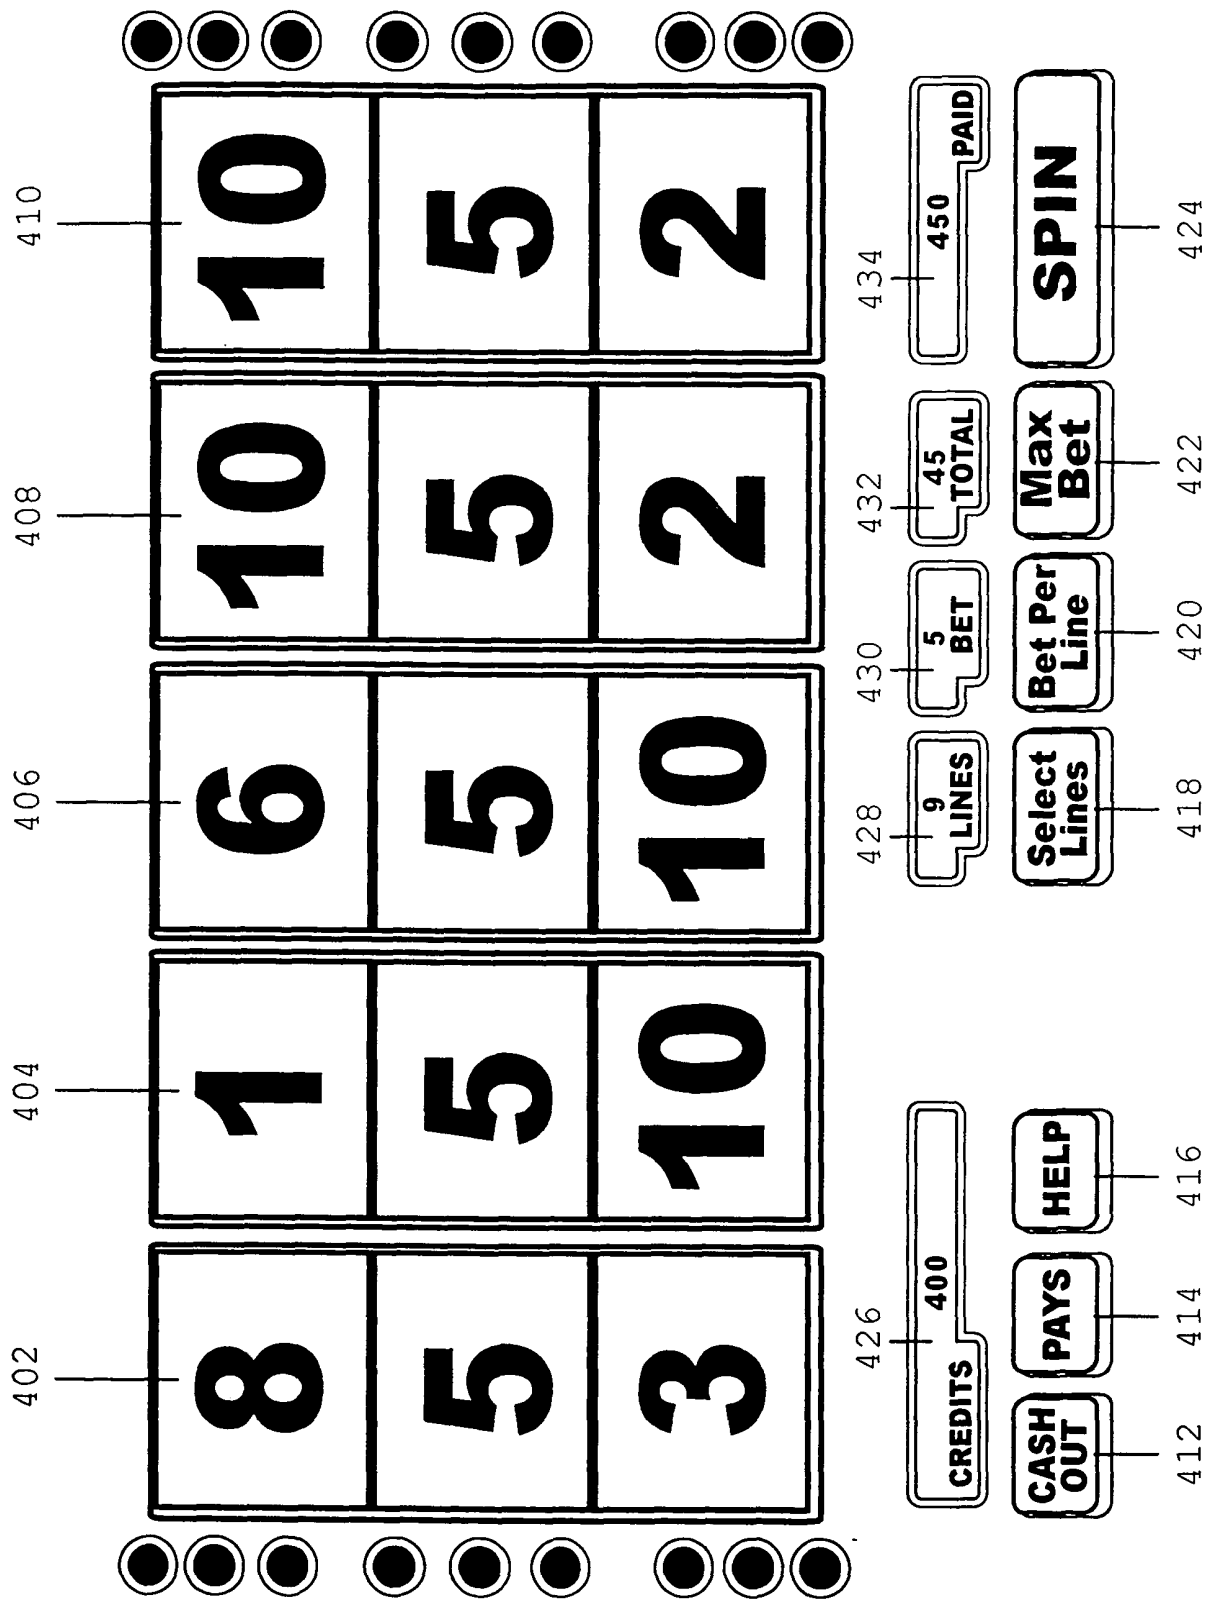 402 404 406 408 410
8 1 6 10 10
5 5 5 5 5
3 10 10 2 2
426 428 430 432 434
400 9 5 45 450
CREDITS LINES BET TOTAL PAID
CASH OUT
PAYS
HELP
Select Lines
Bet Per Line
Max Bet
SPIN
412 414 416 418 420 422 424